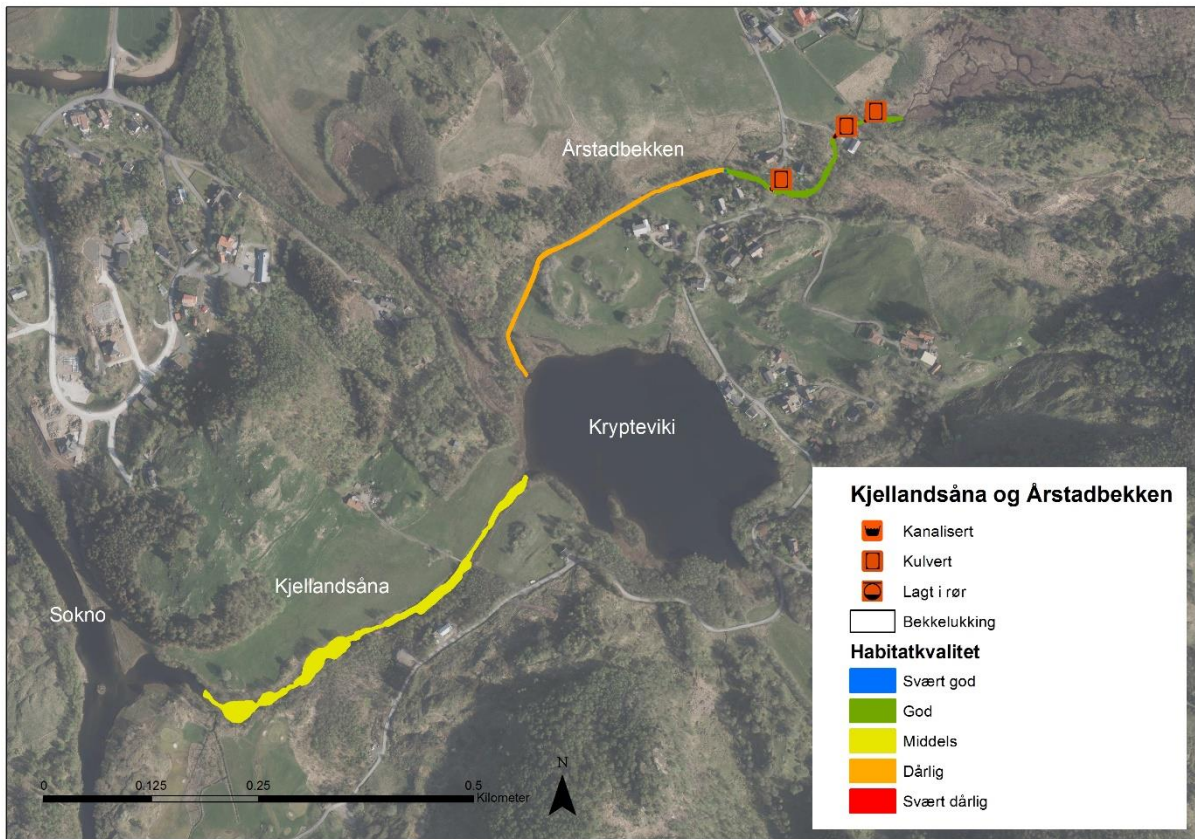 Årstadbekken
Krypteviki
Kjellandsåna
Sokno
0 0.125 0.25 0.5
Kilometer
N
Kjellandsåna og Årstadbekken
Kanalisert
Kulvert
Lagt i rør
Bekkelukking
Habitatkvalitet
Svært god
God
Middels
Dårlig
Svært dårlig